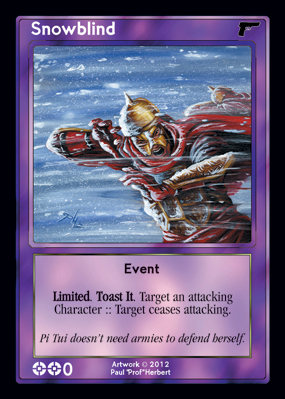 Snowblind
Event
Limited. Toast It. Target an attacking
Character :: Target ceases attacking.
Pi Tui doesn't need armies to defend herself.
Artwork © 2012
Paul "Prof" Herbert
0